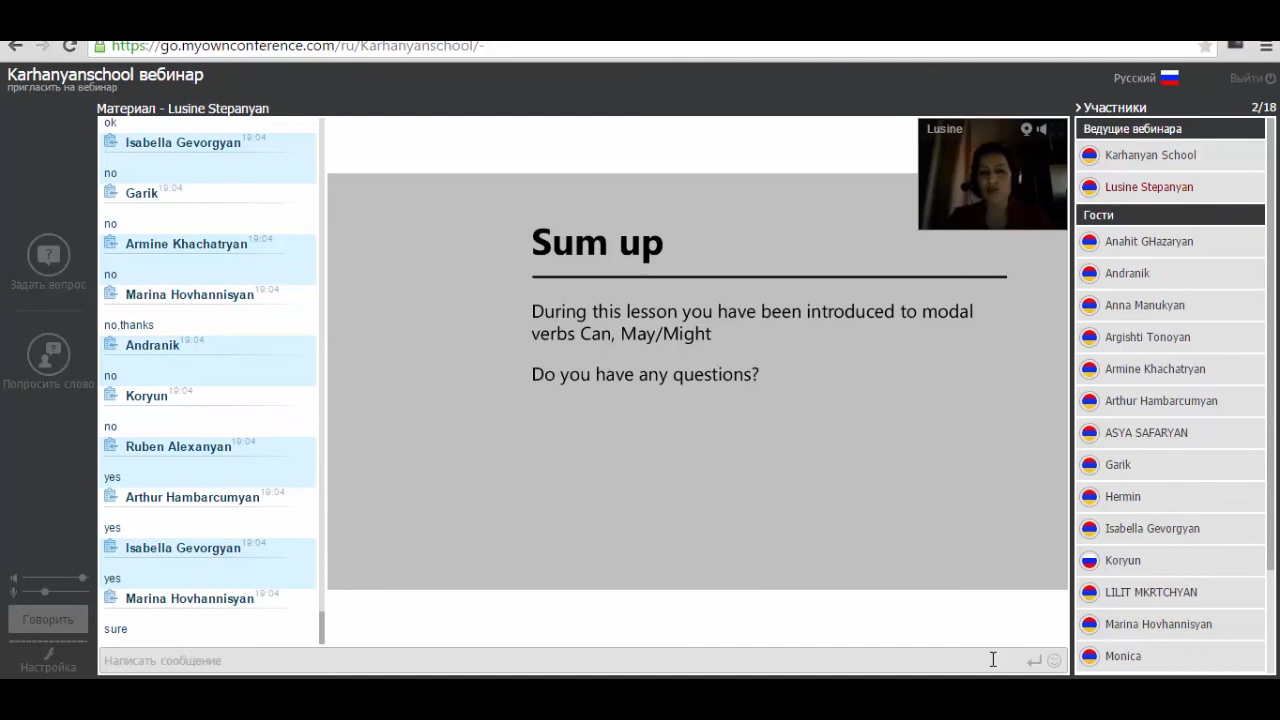 https://go.myownconference.com/ru/Karhanyanschool/-
Karhanyanschool вебинар
пригласить на вебинар
Русский
Выйти
Материал - Lusine Stepanyan
Участники
2/18
ok
Isabella Gevorgyan 19:04
no
Garik 19:04
no
Armine Khachatryan 19:04
no
Marina Hovhannisyan 19:04
no,thanks
Andranik 19:04
no
Koryun 19:04
no
Ruben Alexanyan 19:04
yes
Arthur Hambarcumyan 19:04
yes
Isabella Gevorgyan 19:04
yes
Marina Hovhannisyan 19:04
sure
Задать вопрос
Попросить слово
Говорить
Настройка
Написать сообщение
Lusine
Sum up
During this lesson you have been introduced to modal
verbs Can, May/Might
Do you have any questions?
Ведущие вебинара
Karhanyan School
Lusine Stepanyan
Гости
Anahit GHazaryan
Andranik
Anna Manukyan
Argishti Tonoyan
Armine Khachatryan
Arthur Hambarcumyan
ASYA SAFARYAN
Garik
Hermin
Isabella Gevorgyan
Koryun
LILIT MKRTCHYAN
Marina Hovhannisyan
Monica